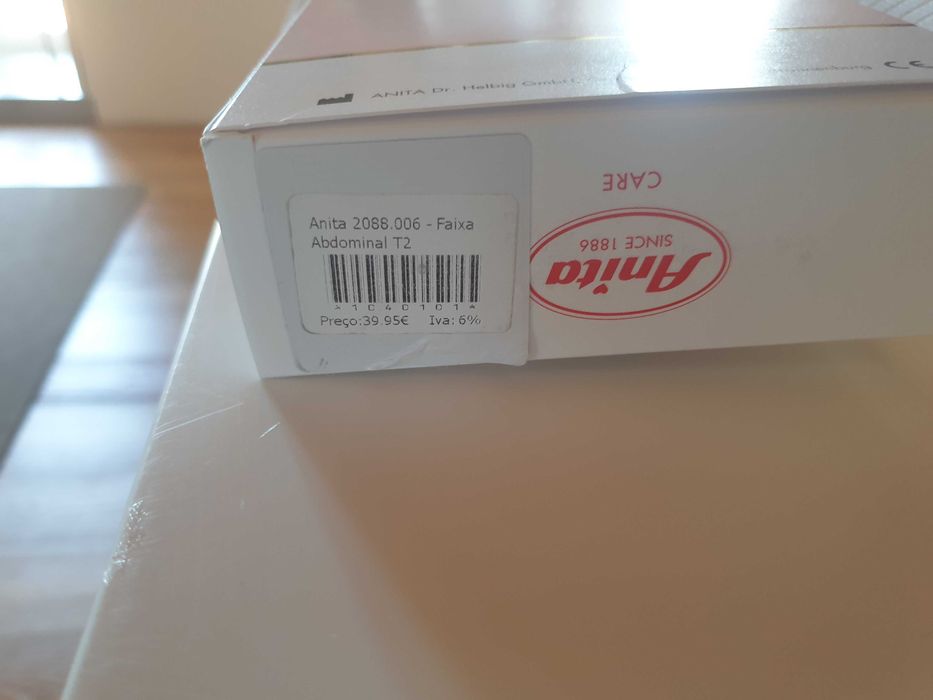 ANITA Dr. Helbig GmbH
CE
Anita 2088.006 - Faixa
Abdominal T2
*1040101*
Preço:39.95€ Iva: 6%
CARE
SINCE 1886
Anita